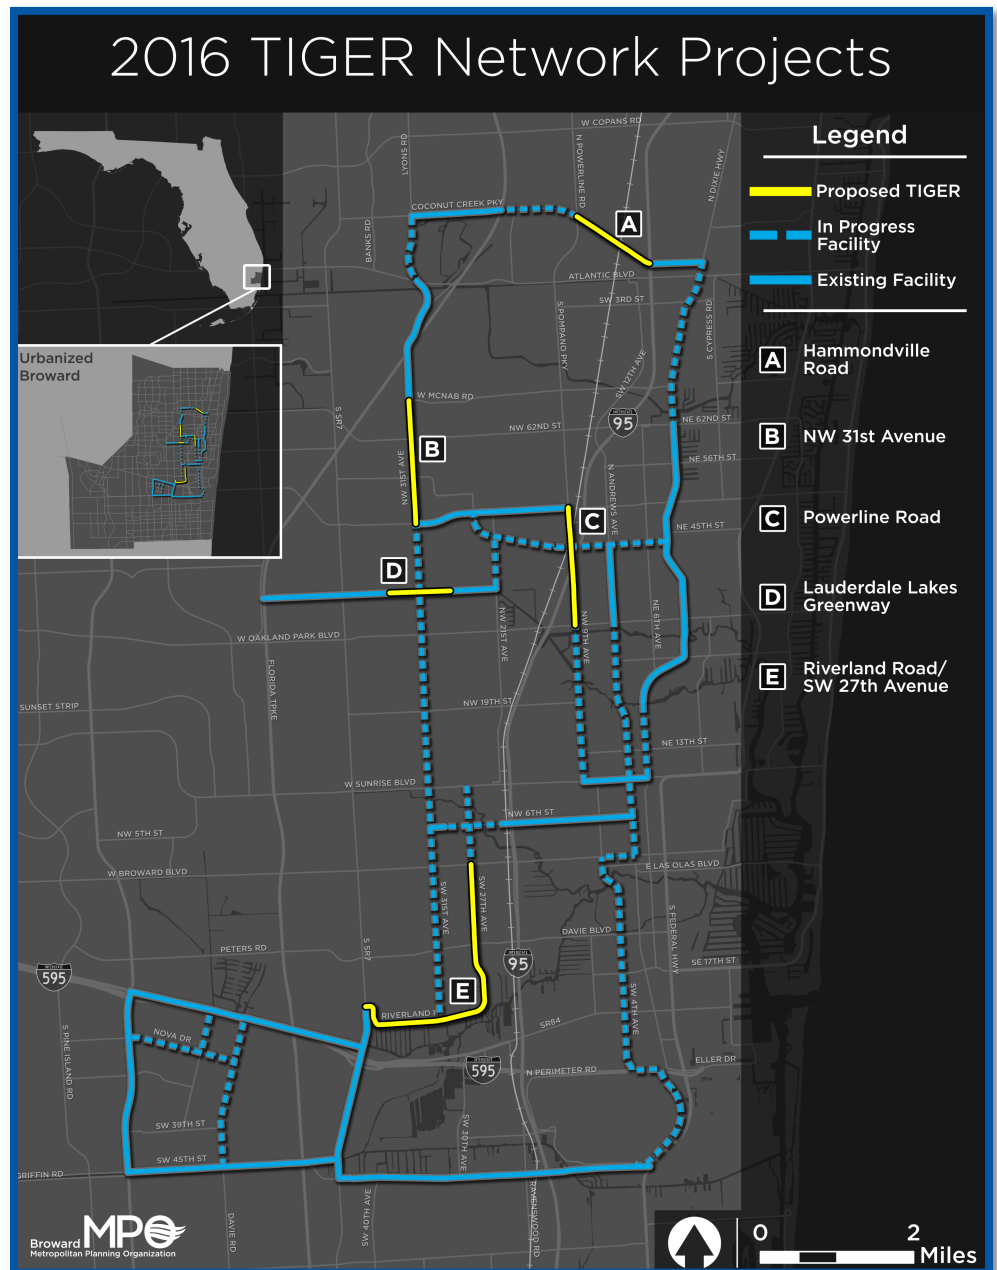 2016 TIGER Network Projects
Legend
Proposed TIGER
In Progress
Facility
Existing Facility
A
Hammondville
Road
B
NW 31st Avenue
C
Powerline Road
D
Lauderdale Lakes
Greenway
E
Riverland Road/
SW 27th Avenue
Urbanized
Broward
W COPANS RD
LYONS RD
N POWERLINE RD
N DIXIE HWY
COCONUT CREEK PKY
A
BANKS RD
ATLANTIC BLVD
SW 3RD ST
S POMPANO PKY
S CYPRESS RD
SW 12TH AVE
W MCNAB RD
S SR7
INTERSTATE
95
NE 62ND ST
NW 62ND ST
B
NW 31ST AVE
NE 56TH ST
N ANDREWS AVE
C
NE 45TH ST
D
NW 21ST AVE
NW 9TH AVE
NE 6TH AVE
W OAKLAND PARK BLVD
FLORIDA TPKE
SUNSET STRIP
NW 19TH ST
NE 13TH ST
W SUNRISE BLVD
NW 6TH ST
NW 5TH ST
W BROWARD BLVD
E LAS OLAS BLVD
SW 31ST AVE
SW 27TH AVE
S FEDERAL HWY
DAVIE BLVD
PETERS RD
S SR7
INTERSTATE
95
SE 17TH ST
INTERSTATE
595
E
SW 4TH AVE
RIVERLAND R
SR84
S PINE ISLAND RD
NOVA DR
INTERSTATE
595
N PERIMETER RD
ELLER DR
SW 39TH ST
SW 30TH AVE
SW 45TH ST
GRIFFIN RD
DAVIE RD
SW 40TH AVE
RAVENSWOOD RD
Broward MPO
Metropolitan Planning Organization
0 2
Miles